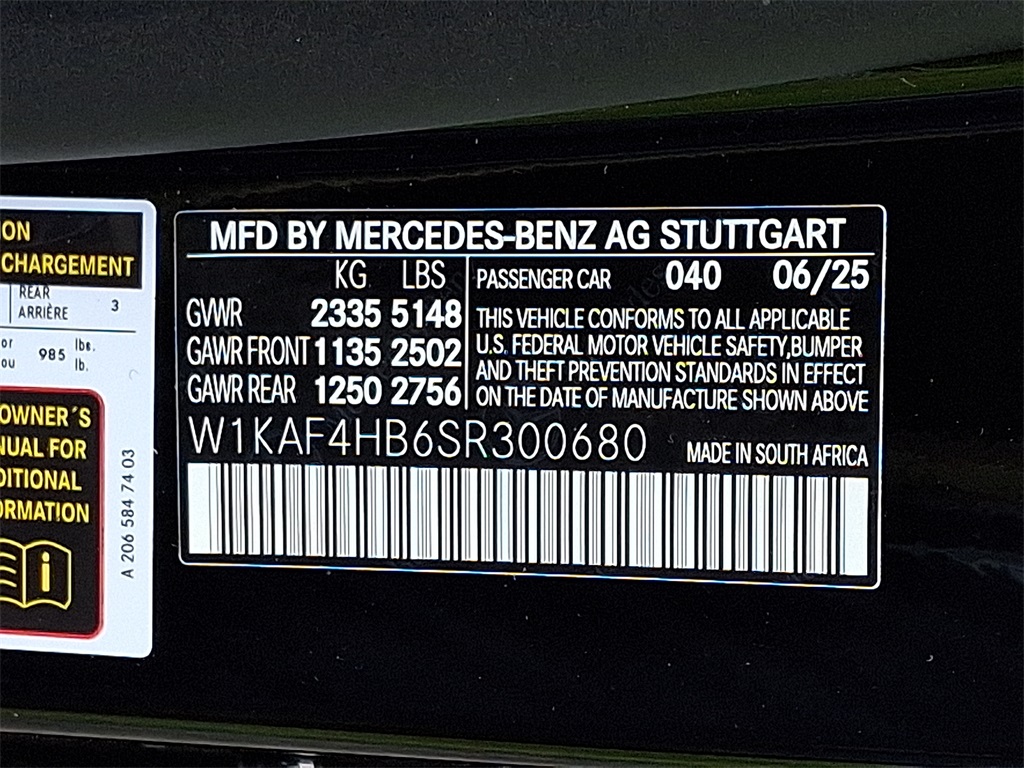 ION
CHARGEMENT
REAR
ARRIÈRE 3
or
ou 985 lbs.
lb.
OWNER´S
NUAL FOR
DITIONAL
ORMATION
i
A 206 584 74 03
MFD BY MERCEDES-BENZ AG STUTTGART
KG LBS
GVWR 2335 5148
GAWR FRONT 1135 2502
GAWR REAR 1250 2756
PASSENGER CAR 040 06/25
THIS VEHICLE CONFORMS TO ALL APPLICABLE
U.S. FEDERAL MOTOR VEHICLE SAFETY,BUMPER
AND THEFT PREVENTION STANDARDS IN EFFECT
ON THE DATE OF MANUFACTURE SHOWN ABOVE
W1KAF4HB6SR300680 MADE IN SOUTH AFRICA